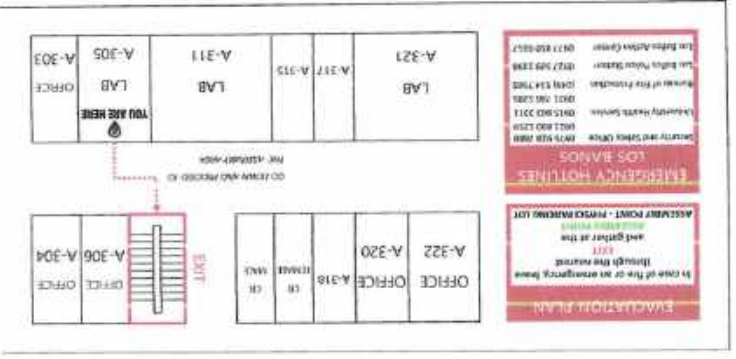 EVACUATION PLAN
In case of fire or an emergency, leave
through the nearest
EXIT
and gather at the
ASSEMBLY POINT
ASSEMBLY POINT - PHYSCI PARKING LOT
OFFICE
A-322
OFFICE
A-320
A-318
CR
FEMALE
CR
MALE
EXIT
OFFICE
A-306
OFFICE
A-304
GO DOWN AND PROCEED TO
THE ASSEMBLY AREA
EMERGENCY HOTLINES
LOS BANOS
Security and Safety Office
University Health Service
Bureau of Fire Protection
Los Baños Police Station
Los Baños Action Center
LAB
A-321
A-317
A-315
LAB
A-311
YOU ARE HERE
LAB
A-305
OFFICE
A-303